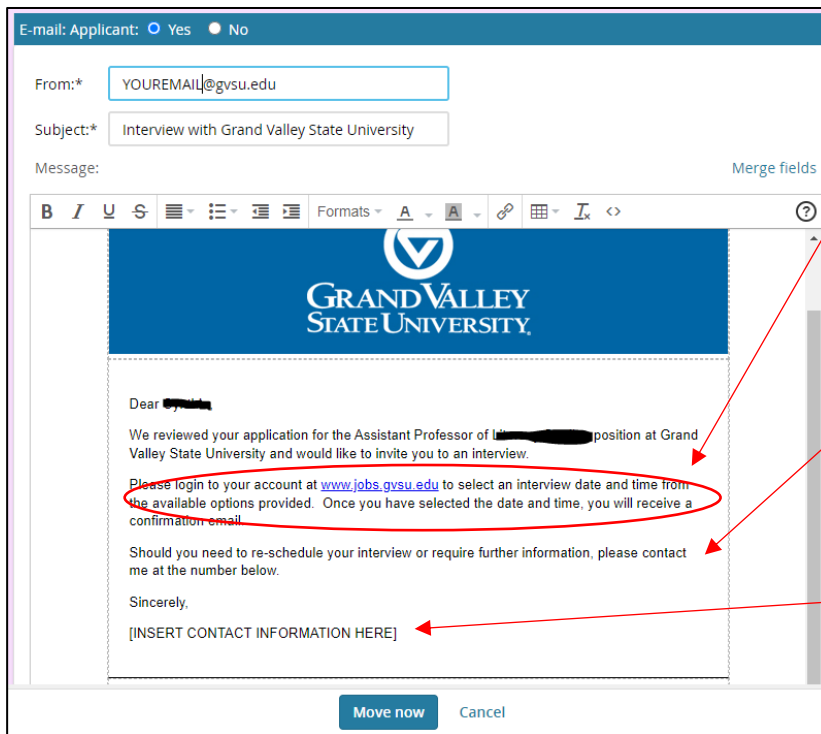 E-mail: Applicant: Yes No
From:* YOUREMAIL@gvsu.edu
Subject:* Interview with Grand Valley State University
Message: Merge fields
B I U S Formats A A Tx <> ?
GRAND VALLEY
STATE UNIVERSITY.
Dear
We reviewed your application for the Assistant Professor of position at Grand
Valley State University and would like to invite you to an interview.
Please login to your account at www.jobs.gvsu.edu to select an interview date and time from
the available options provided. Once you have selected the date and time, you will receive a
confirmation email.
Should you need to re-schedule your interview or require further information, please contact
me at the number below.
Sincerely,
[INSERT CONTACT INFORMATION HERE]
Move now Cancel